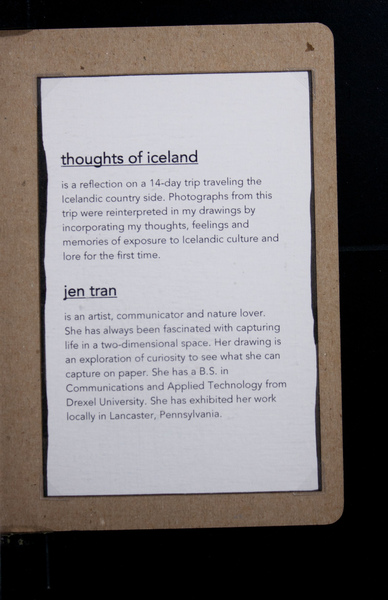 thoughts of iceland
is a reflection on a 14-day trip traveling the
Icelandic country side. Photographs from this
trip were reinterpreted in my drawings by
incorporating my thoughts, feelings and
memories of exposure to Icelandic culture and
lore for the first time.
jen tran
is an artist, communicator and nature lover.
She has always been fascinated with capturing
life in a two-dimensional space. Her drawing is
an exploration of curiosity to see what she can
capture on paper. She has a B.S. in
Communications and Applied Technology from
Drexel University. She has exhibited her work
locally in Lancaster, Pennsylvania.